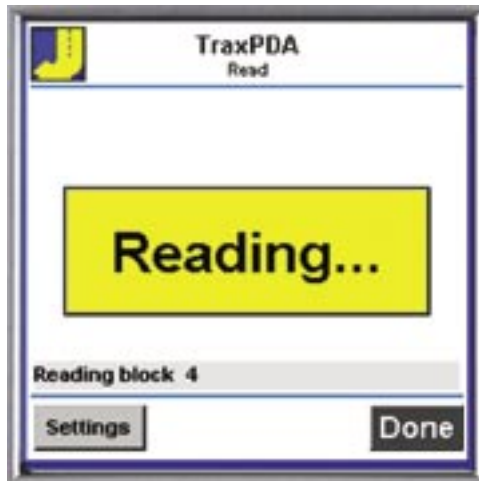 TraxPDA
Read
Reading...
Reading block 4
Settings
Done